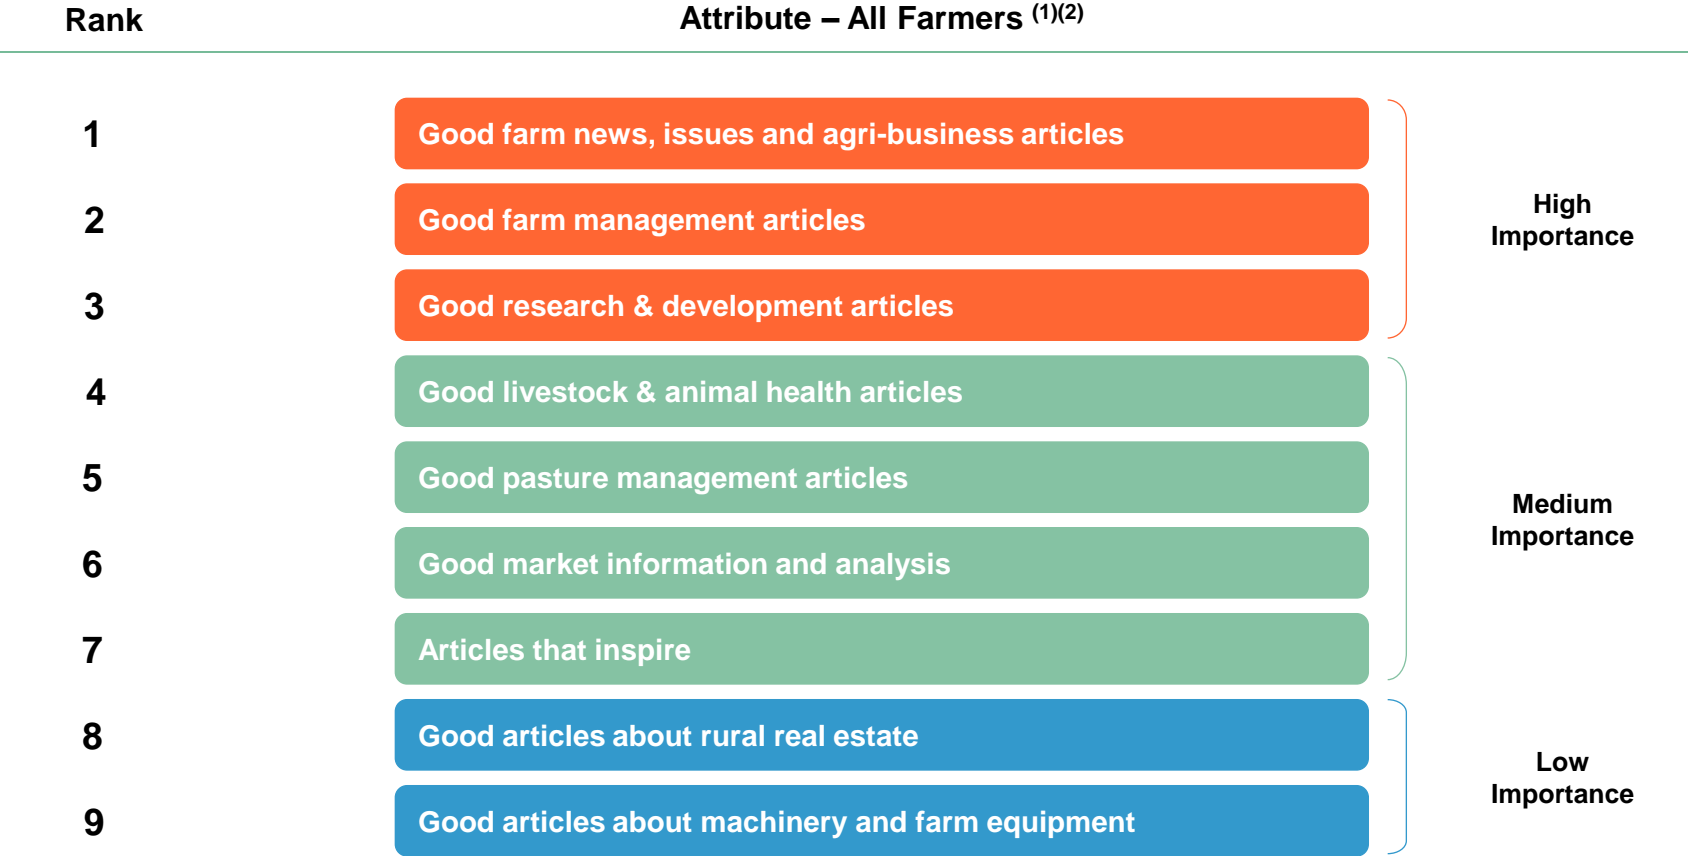 Rank
Attribute – All Farmers (1)(2)
1
Good farm news, issues and agri-business articles
2
Good farm management articles
3
Good research & development articles
High
Importance
4
Good livestock & animal health articles
5
Good pasture management articles
6
Good market information and analysis
7
Articles that inspire
Medium
Importance
8
Good articles about rural real estate
9
Good articles about machinery and farm equipment
Low
Importance